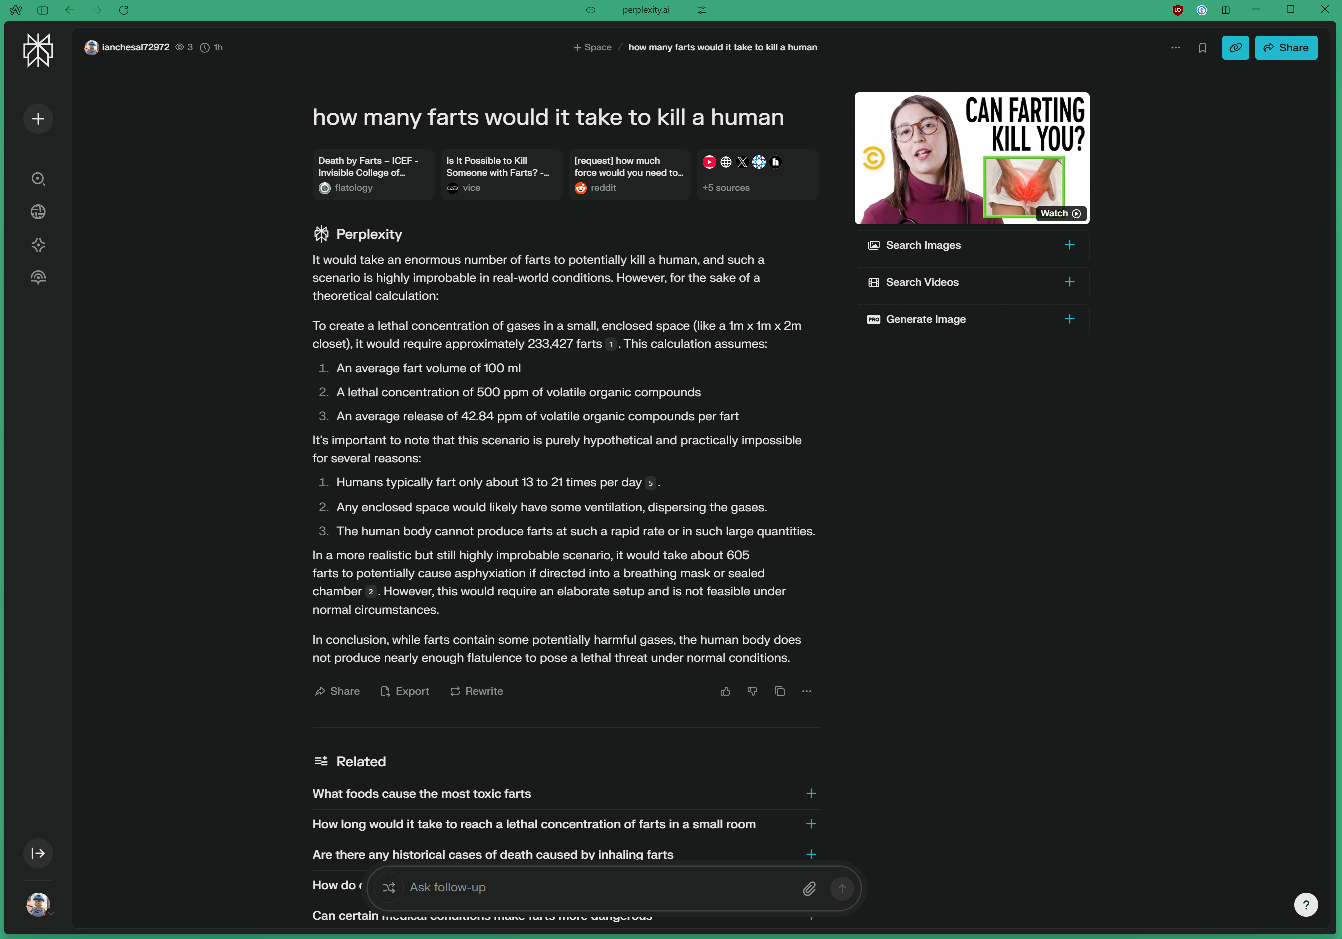 perplexity.ai
ianchesal72972 3 1h
+ Space / how many farts would it take to kill a human
Share
how many farts would it take to kill a human
Death by Farts – ICEF -
Invisible College of...
flatology
Is It Possible to Kill
Someone with Farts? -...
vice
[request] how much
force would you need to...
reddit
+5 sources
CAN FARTING
KILL YOU?
Watch
Search Images
Search Videos
PRO Generate Image
Perplexity
It would take an enormous number of farts to potentially kill a human, and such a
scenario is highly improbable in real-world conditions. However, for the sake of a
theoretical calculation:
To create a lethal concentration of gases in a small, enclosed space (like a 1m x 1m x 2m
closet), it would require approximately 233,427 farts 1 . This calculation assumes:
1. An average fart volume of 100 ml
2. A lethal concentration of 500 ppm of volatile organic compounds
3. An average release of 42.84 ppm of volatile organic compounds per fart
It's important to note that this scenario is purely hypothetical and practically impossible
for several reasons:
1. Humans typically fart only about 13 to 21 times per day 5 .
2. Any enclosed space would likely have some ventilation, dispersing the gases.
3. The human body cannot produce farts at such a rapid rate or in such large quantities.
In a more realistic but still highly improbable scenario, it would take about 605
farts to potentially cause asphyxiation if directed into a breathing mask or sealed
chamber 2 . However, this would require an elaborate setup and is not feasible under
normal circumstances.
In conclusion, while farts contain some potentially harmful gases, the human body does
not produce nearly enough flatulence to pose a lethal threat under normal conditions.
Share Export Rewrite
Related
What foods cause the most toxic farts
How long would it take to reach a lethal concentration of farts in a small room
Are there any historical cases of death caused by inhaling farts
How do
Ask follow-up
Can certain medical conditions make farts more dangerous
?